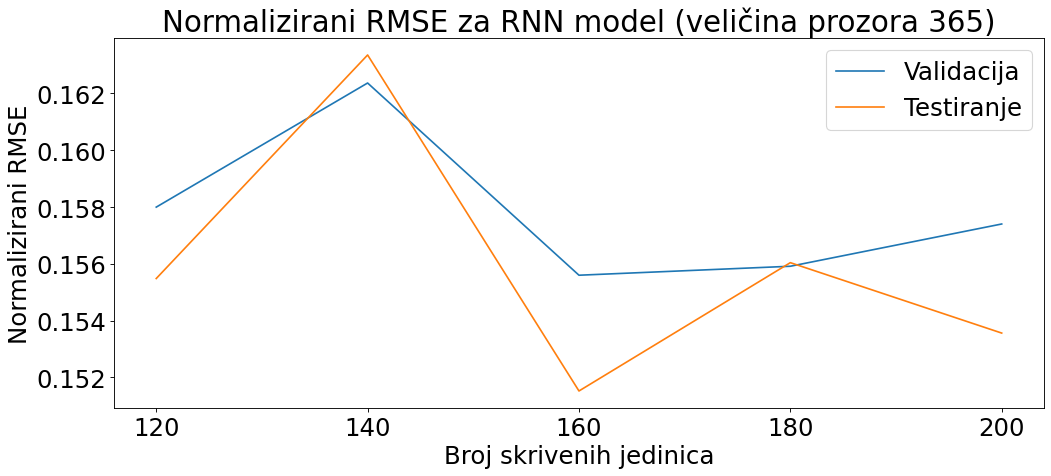 Normalizirani RMSE za RNN model (veličina prozora 365)
Normalizirani RMSE
0.162
0.160
0.158
0.156
0.154
0.152
Validacija
Testiranje
120 140 160 180 200
Broj skrivenih jedinica